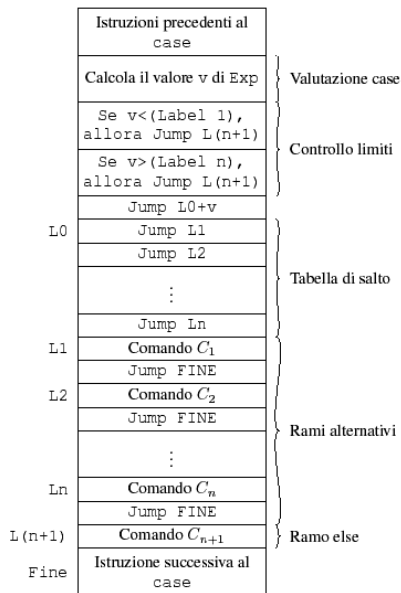 Istruzioni precedenti al
case
Calcola il valore v di Exp
Valutazione case
Se v<(Label 1),
allora Jump L(n+1)
Controllo limiti
Se v>(Label n),
allora Jump L(n+1)
Jump L0+v
L0 Jump L1
Jump L2
Tabella di salto
⋮
Jump Ln
L1 Comando C₁
Jump FINE
L2 Comando C₂
Jump FINE
Rami alternativi
⋮
Ln Comando Cₙ
Jump FINE
L(n+1) Comando Cₙ₊₁ Ramo else
Istruzione successiva al
Fine
case